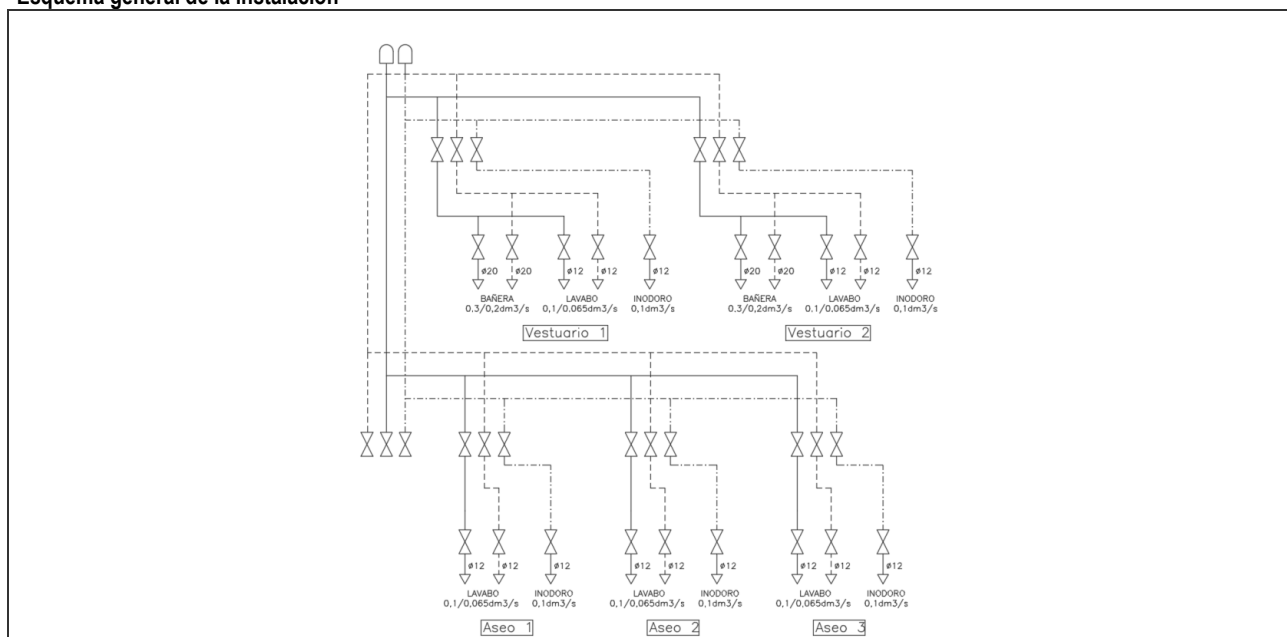 Esquema general de la instalación
ø20 ø20 ø12 ø12 ø12 ø20 ø20 ø12 ø12 ø12
BAÑERA LAVABO INODORO BAÑERA LAVABO INODORO
0.3/0,2dm3/s 0,1/0.065dm3/s 0,1dm3/s 0.3/0,2dm3/s 0.1/0.065dm3/s 0,1dm3/s
Vestuario 1 Vestuario 2
ø12 ø12 ø12 ø12 ø12 ø12 ø12 ø12 ø12
LAVABO INODORO LAVABO INODORO LAVABO INODORO
0,1/0,065dm3/s 0,1dm3/s 0,1/0,065dm3/s 0,1dm3/s 0,1/0,065dm3/s 0,1dm3/s
Aseo 1 Aseo 2 Aseo 3